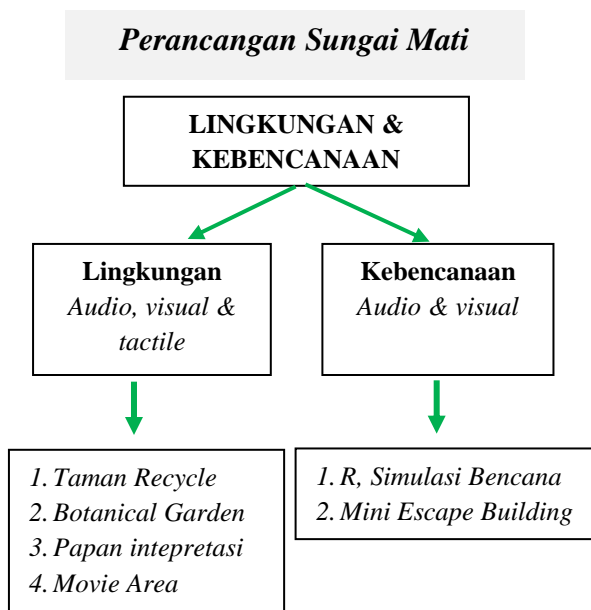 Perancangan Sungai Mati
LINGKUNGAN &
KEBENCANAAN
Lingkungan
Audio, visual &
tactile
Kebencanaan
Audio & visual
1. Taman Recycle
2. Botanical Garden
3. Papan intepretasi
4. Movie Area
1. R, Simulasi Bencana
2. Mini Escape Building